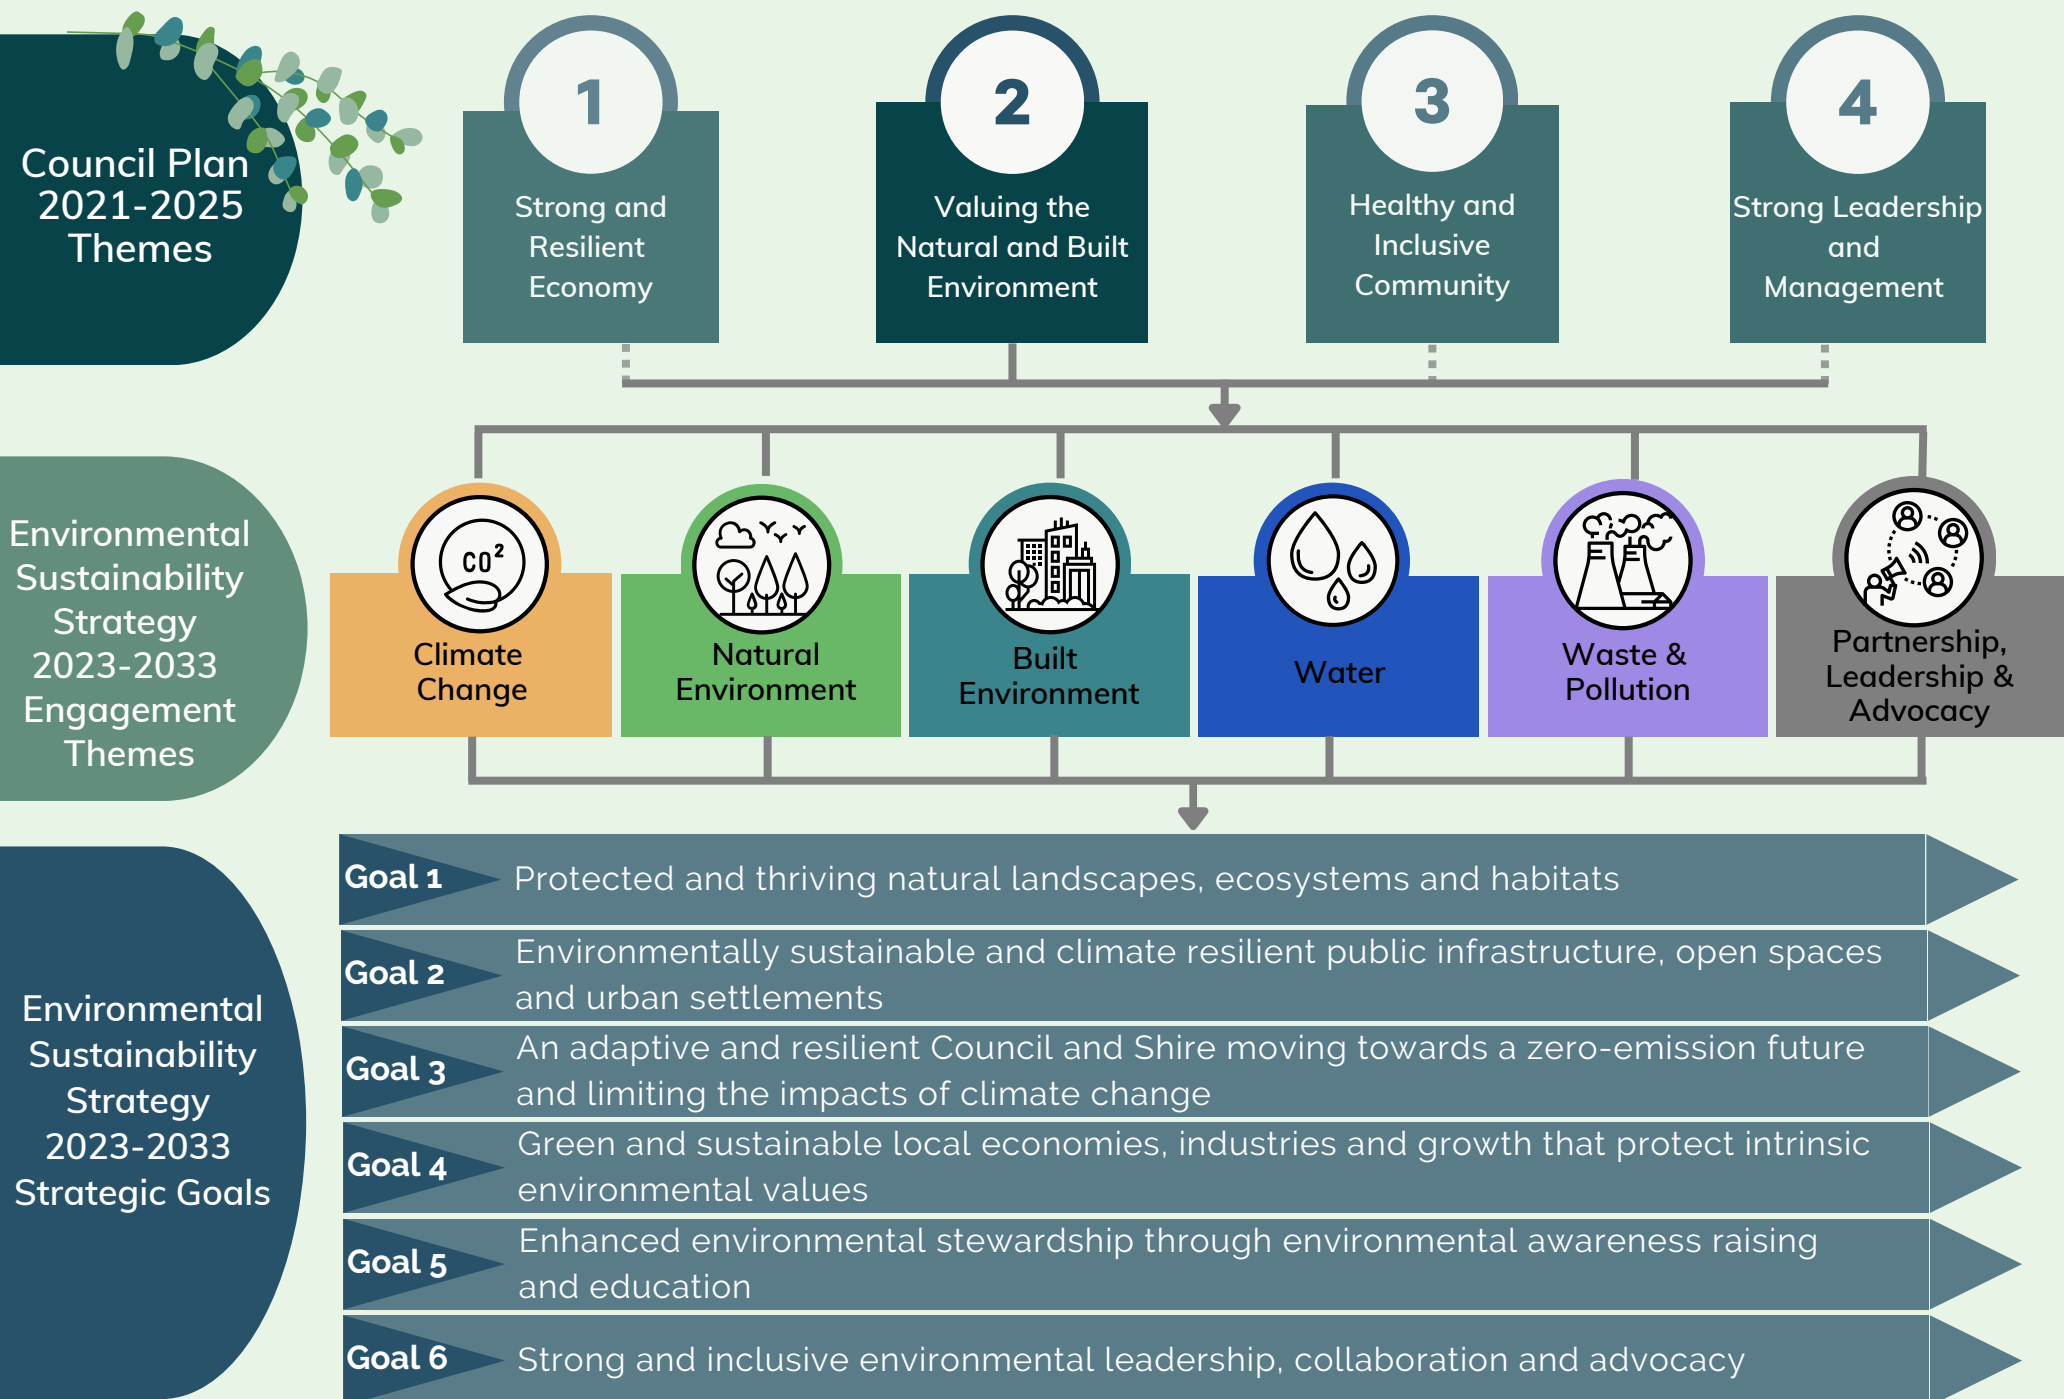 Council Plan
2021-2025
Themes
1
Strong and
Resilient
Economy
2
Valuing the
Natural and Built
Environment
3
Healthy and
Inclusive
Community
4
Strong Leadership
and
Management
Environmental
Sustainability
Strategy
2023-2033
Engagement
Themes
CO²
Climate
Change
Natural
Environment
Built
Environment
Water
Waste &
Pollution
Partnership,
Leadership &
Advocacy
Environmental
Sustainability
Strategy
2023-2033
Strategic Goals
Goal 1
Protected and thriving natural landscapes, ecosystems and habitats
Goal 2
Environmentally sustainable and climate resilient public infrastructure, open spaces
and urban settlements
Goal 3
An adaptive and resilient Council and Shire moving towards a zero-emission future
and limiting the impacts of climate change
Goal 4
Green and sustainable local economies, industries and growth that protect intrinsic
environmental values
Goal 5
Enhanced environmental stewardship through environmental awareness raising
and education
Goal 6
Strong and inclusive environmental leadership, collaboration and advocacy